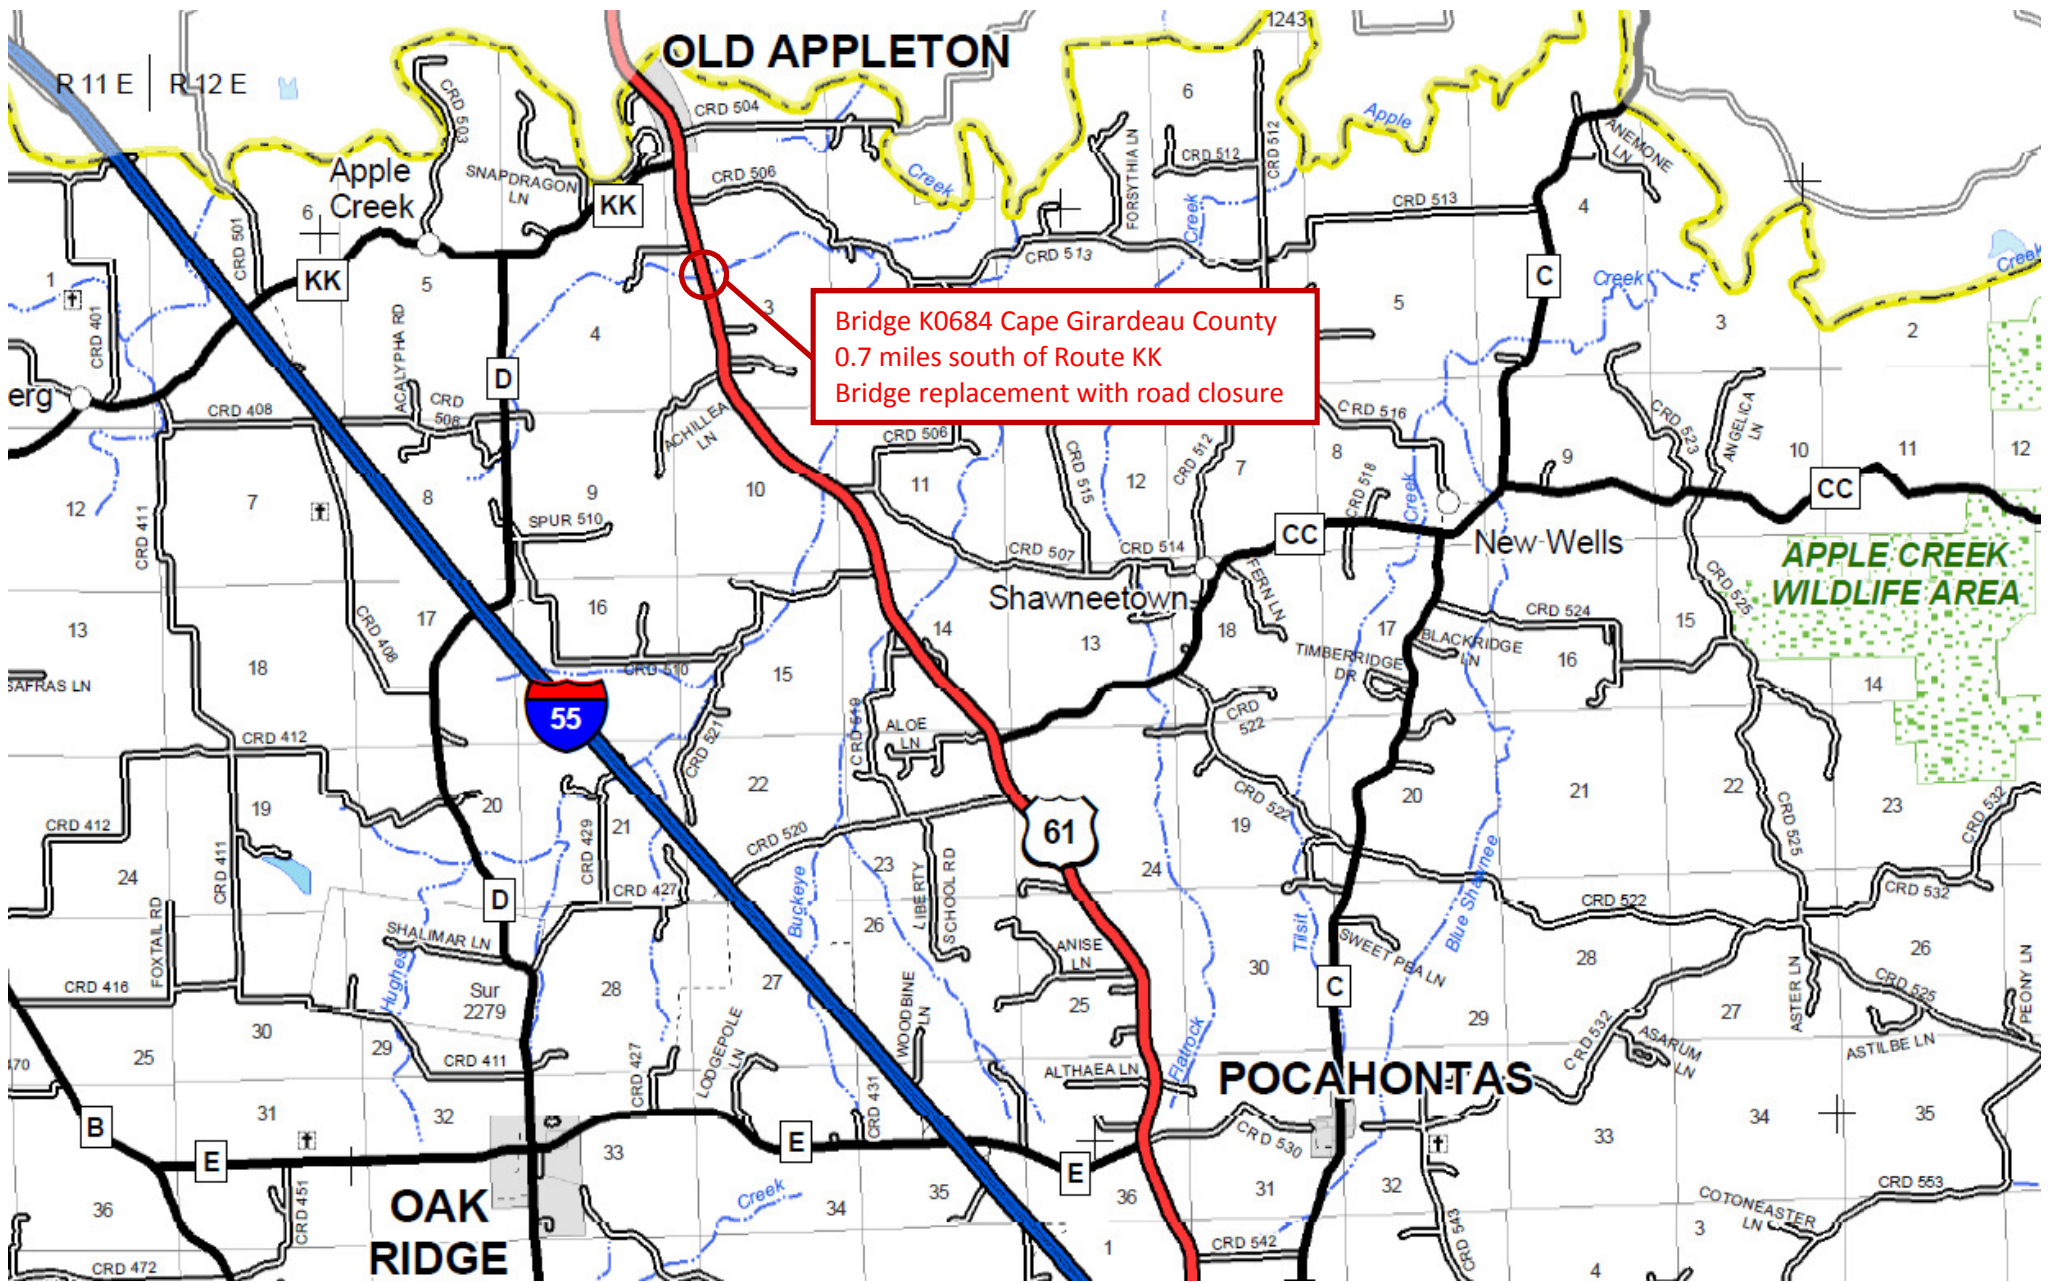 OLD APPLETON
1243
R 11 E
R 12 E
CRD 503
CRD 504
6
Apple
CRD 512
Apple
Creek
SNAPDRAGON
LN
KK
CRD 506
Creek
FORSYTHIA LN
CRD 512
ANEMONE
LN
CRD 501
6
CRD 513
4
Creek
CRD 513
Creek
1
KK
5
C
Creek
CRD 401
3
Bridge K0684 Cape Girardeau County
0.7 miles south of Route KK
Bridge replacement with road closure
5
3
2
ACALYPHA RD
4
D
erg
CRD 408
CRD
508
ACHILLEA
LN
CRD 506
CRD 516
CRD 523
ANGELICA
LN
CRD 515
12
CRD 512
7
8
9
10
11
12
12
CRD 411
7
8
9
10
11
CRD 518
Creek
CC
SPUR 510
CRD 507
CRD 514
CC
New Wells
APPLE CREEK
WILDLIFE AREA
Shawneetown
FERN LN
CRD 525
13
17
16
14
13
18
17
CRD 524
15
CRD 408
BLACKRIDGE
LN
TIMBERRIDGE
DR
16
18
CRD 510
15
SAFRAS LN
14
55
CRD 521
CRD 519
ALOE
LN
CRD
522
CRD 412
19
20
22
21
22
20
23
CRD 412
CRD 429
21
CRD 520
61
CRD 522
19
CRD 525
CRD 532
24
CRD 411
FOXTAIL RD
D
CRD 427
Buckeye
23
LIBERTY
SCHOOL RD
24
Blue Shawnee
CRD 522
CRD 532
SHALIMAR LN
26
ANISE
LN
Tilsit
SWEET PEA LN
28
26
CRD 416
Hughes
Sur
2279
28
27
WOODBINE
LN
25
30
C
ASTER LN
CRD 525
PEONY LN
27
30
29
LODGEPOLE
LN
Flatrock
29
CRD 532
ASARUM
LN
ASTILBE LN
25
CRD 411
CRD 427
ALTHAEA LN
POCAHONTAS
470
31
32
CRD 431
34
35
B
E
33
E
E
CRD 530
33
36
CRD 451
OAK
RIDGE
Creek
34
35
36
31
32
CRD 553
COTONEASTER
LN
3
CRD 543
CRD 472
1
CRD 542
4